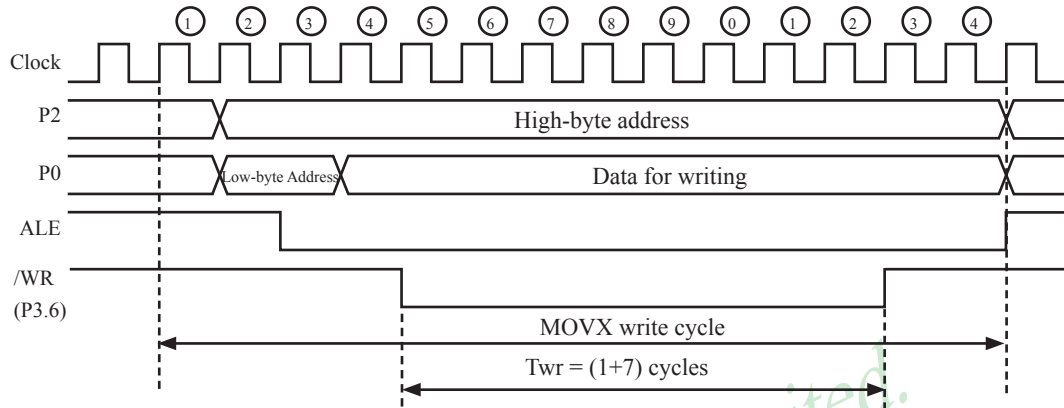 1 2 3 4 5 6 7 8 9 0 1 2 3 4
Clock
P2 High-byte address
P0 Low-byte Address Data for writing
ALE
/WR
(P3.6)
MOVX write cycle
Twr = (1+7) cycles